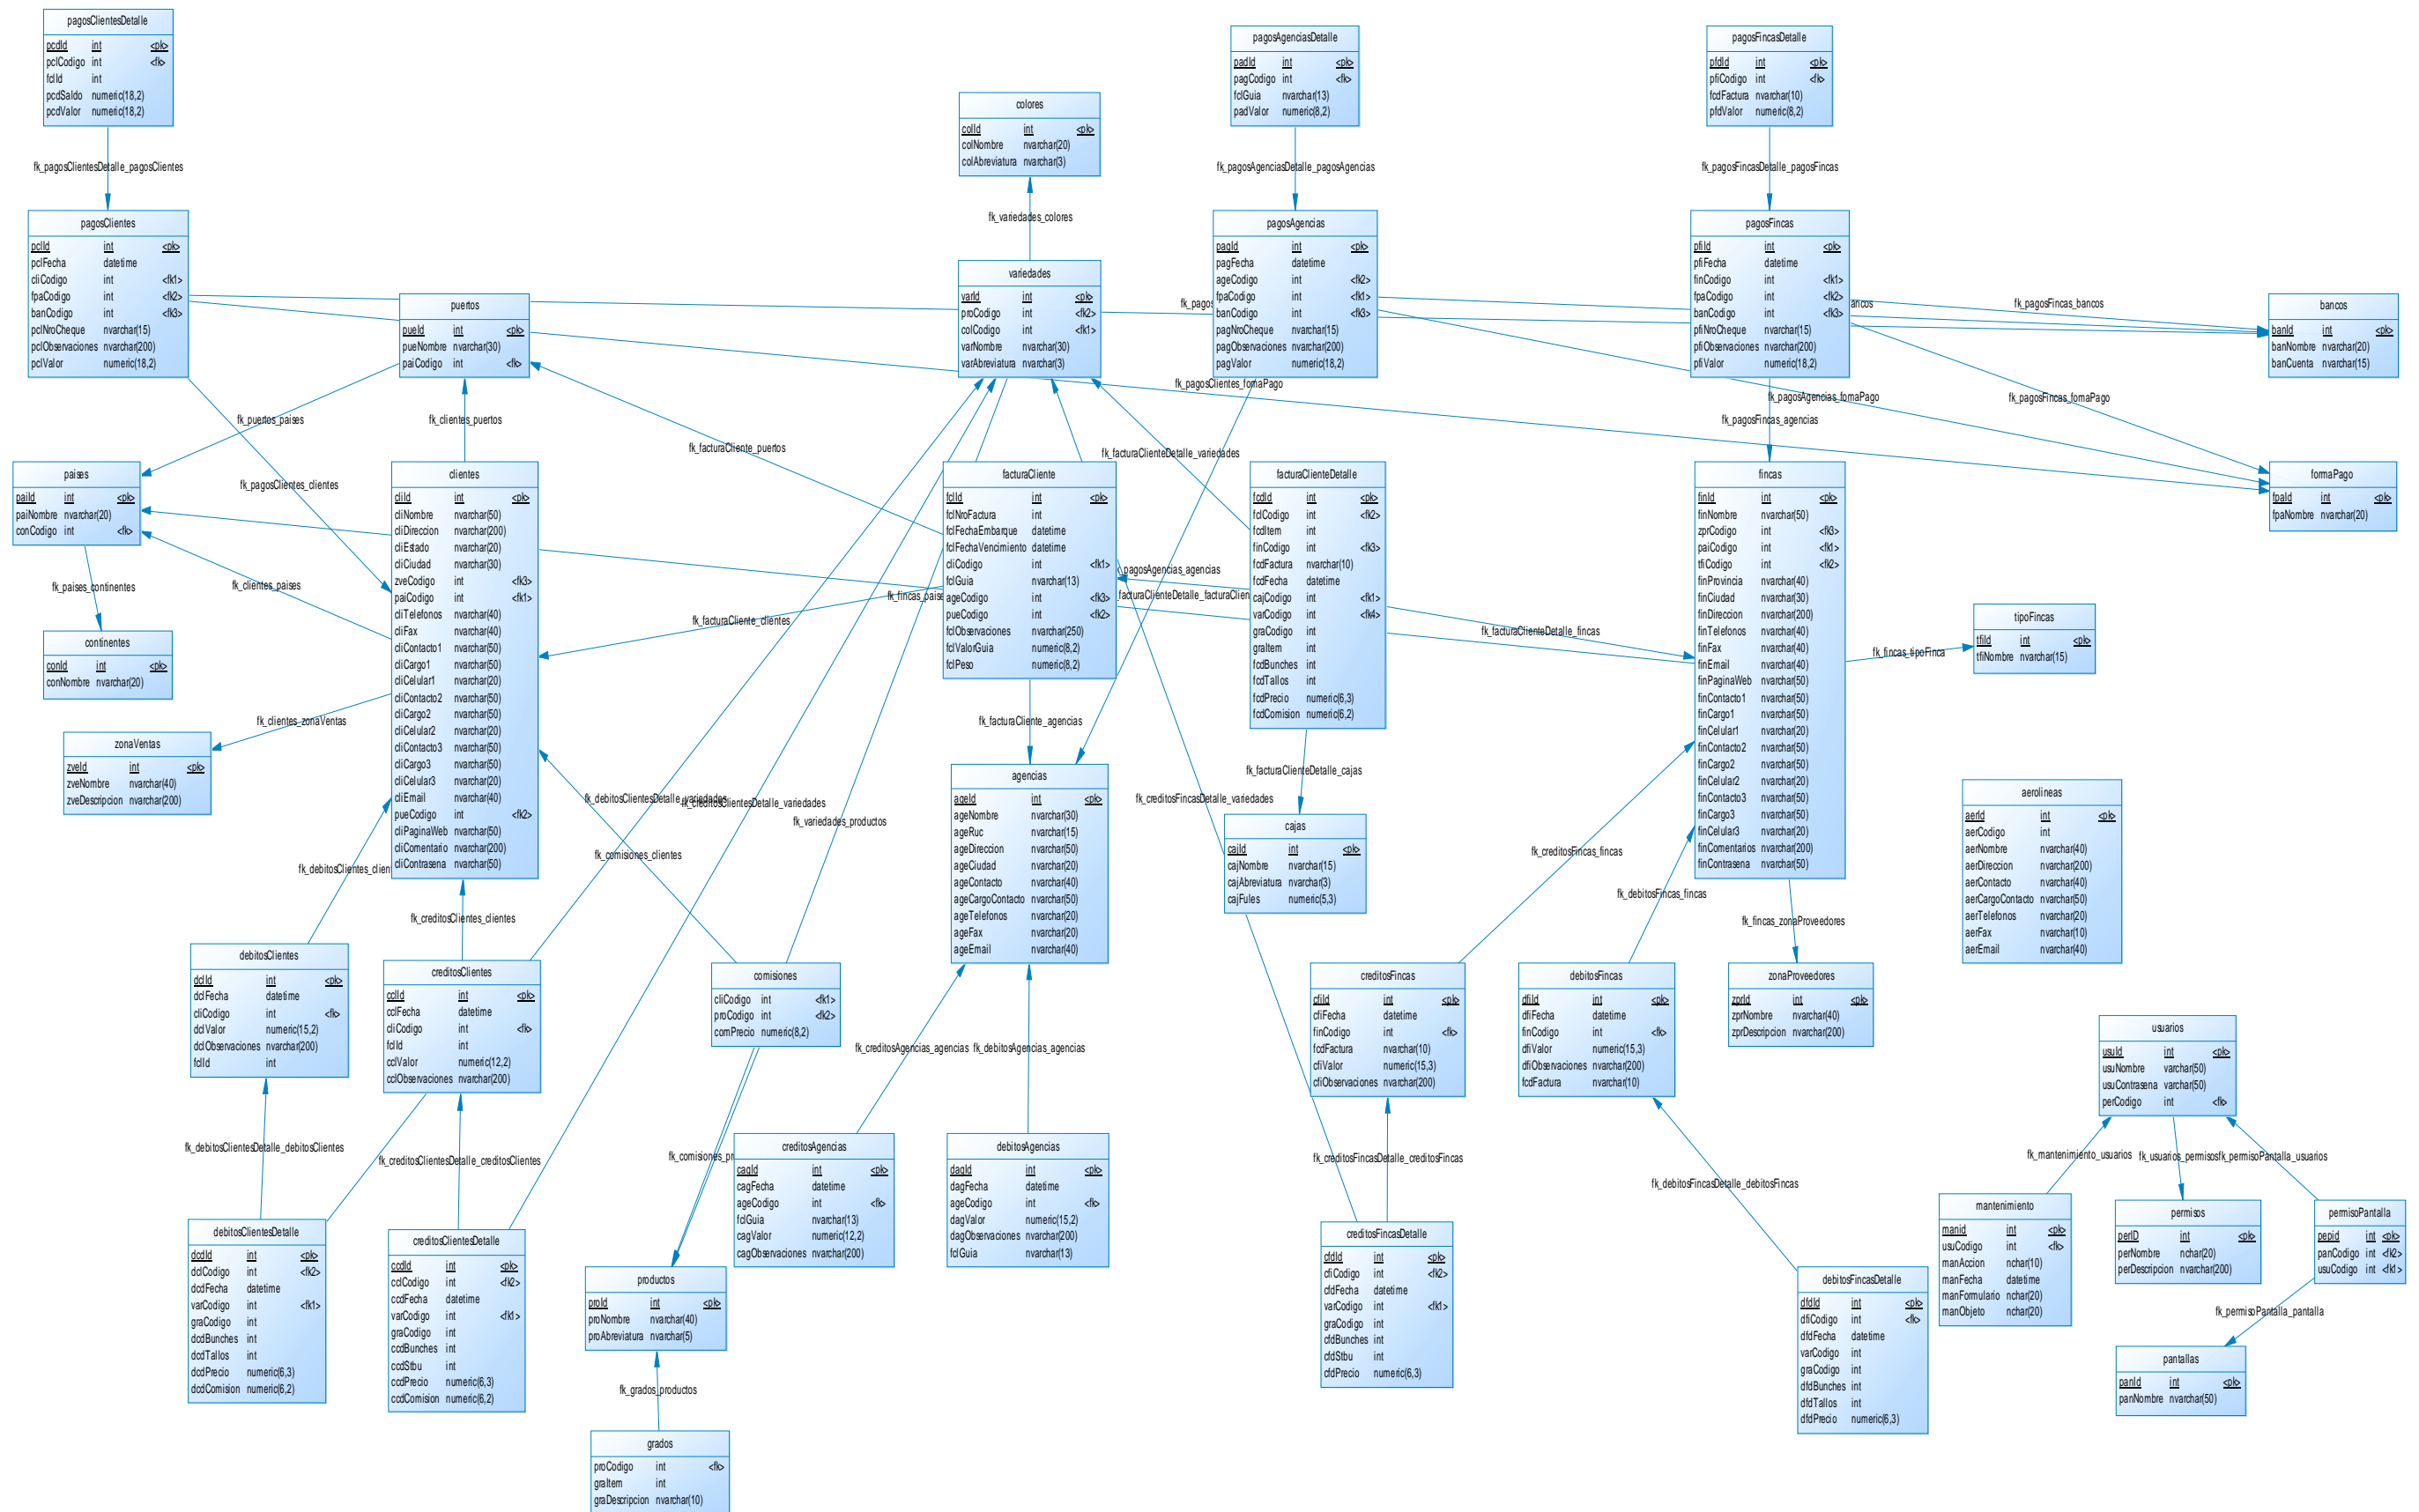 pagosClientesDetalle
pcdId int <pk>
pclCodigo int <fk>
fclId int
pcdSaldo numeric(18,2)
pcdValor numeric(18,2)
fk_pagosClientesDetalle_pagosClientes
pagosClientes
pclId int <pk>
pclFecha datetime
cliCodigo int <fk1>
fpaCodigo int <fk2>
banCodigo int <fk3>
pclNroCheque nvarchar(15)
pclObservaciones nvarchar(200)
pclValor numeric(18,2)
puertos
pueId int <pk>
pueNombre nvarchar(30)
paiCodigo int <fk>
colores
colId int <pk>
colNombre nvarchar(20)
colAbreviatura nvarchar(3)
fk_variedades_colores
variedades
varId int <pk>
proCodigo int <fk2>
colCodigo int <fk1>
varNombre nvarchar(30)
varAbreviatura nvarchar(3)
pagosAgenciasDetalle
padId int <pk>
pagCodigo int <fk>
fclGuia nvarchar(13)
padValor numeric(8,2)
fk_pagosAgenciasDetalle_pagosAgencias
pagosAgencias
pagId int <pk>
pagFecha datetime
ageCodigo int <fk2>
fpaCodigo int <fk1>
banCodigo int <fk3>
pagNroCheque nvarchar(15)
pagObservaciones nvarchar(200)
pagValor numeric(18,2)
pagosFincasDetalle
pfdId int <pk>
pfiCodigo int <fk>
fcdFactura nvarchar(10)
pfdValor numeric(8,2)
fk_pagosFincasDetalle_pagosFincas
pagosFincas
pfiId int <pk>
pfiFecha datetime
finCodigo int <fk1>
fpaCodigo int <fk2>
banCodigo int <fk3>
pfiNroCheque nvarchar(15)
pfiObservaciones nvarchar(200)
pfiValor numeric(18,2)
fk_pagos
ancos
fk_pagosFincas_bancos
bancos
banId int <pk>
banNombre nvarchar(20)
banCuenta nvarchar(15)
fk_puertos_paises
fk_clientes_puertos
fk_facturaCliente_puertos
fk_pagosClientes_formaPago
fk_pagosAgencias_formaPago
fk_pagosFincas_formaPago
fk_pagosFincas_agencias
fk_facturaClienteDetalle_variedades
fk_pagosClientes_clientes
paises
paiId int <pk>
paiNombre nvarchar(20)
conCodigo int <fk>
fk_paises_continentes
fk_clientes_paises
continentes
conId int <pk>
conNombre nvarchar(20)
fk_clientes_zonaVentas
zonaVentas
zveId int <pk>
zveNombre nvarchar(40)
zveDescripcion nvarchar(200)
clientes
cliId int <pk>
cliNombre nvarchar(50)
cliDireccion nvarchar(200)
cliEstado nvarchar(20)
cliCiudad nvarchar(30)
zveCodigo int <fk3>
paiCodigo int <fk1>
cliTelefonos nvarchar(40)
cliFax nvarchar(40)
cliContacto1 nvarchar(50)
cliCargo1 nvarchar(50)
cliCelular1 nvarchar(20)
cliContacto2 nvarchar(50)
cliCargo2 nvarchar(50)
cliCelular2 nvarchar(20)
cliContacto3 nvarchar(50)
cliCargo3 nvarchar(50)
cliCelular3 nvarchar(20)
cliEmail nvarchar(40)
pueCodigo int <fk2>
cliPaginaWeb nvarchar(50)
cliComentario nvarchar(200)
cliContrasena nvarchar(50)
fk_facturaCliente_clientes
fk_fincas_paise
facturaCliente
fclId int <pk>
fclNroFactura int
fclFechaEmbarque datetime
fclFechaVencimiento datetime
cliCodigo int <fk1>
fclGuia nvarchar(13)
ageCodigo int <fk3>
pueCodigo int <fk2>
fclObservaciones nvarchar(250)
fclValorGuia numeric(8,2)
fclPeso numeric(8,2)
_pagosAgencias_agencias
_facturaClienteDetalle_facturaClien
facturaClienteDetalle
fcdId int <pk>
fclCodigo int <fk2>
fcdItem int
finCodigo int <fk3>
fcdFactura nvarchar(10)
fcdFecha datetime
cajCodigo int <fk1>
varCodigo int <fk4>
graCodigo int
graItem int
fcdBunches int
fcdTallos int
fcdPrecio numeric(6,3)
fcdComision numeric(6,2)
fk_facturaClienteDetalle_fincas
fincas
finId int <pk>
finNombre nvarchar(50)
zprCodigo int <fk3>
paiCodigo int <fk1>
tfiCodigo int <fk2>
finProvincia nvarchar(40)
finCiudad nvarchar(30)
finDireccion nvarchar(200)
finTelefonos nvarchar(40)
finFax nvarchar(40)
finEmail nvarchar(40)
finPaginaWeb nvarchar(50)
finContacto1 nvarchar(50)
finCargo1 nvarchar(50)
finCelular1 nvarchar(20)
finContacto2 nvarchar(50)
finCargo2 nvarchar(50)
finCelular2 nvarchar(20)
finContacto3 nvarchar(50)
finCargo3 nvarchar(50)
finCelular3 nvarchar(20)
finComentarios nvarchar(200)
finContrasena nvarchar(50)
formaPago
fpaId int <pk>
fpaNombre nvarchar(20)
fk_fincas_tipoFinca
tipoFincas
tfiId int <pk>
tfiNombre nvarchar(15)
fk_facturaCliente_agencias
agencias
ageId int <pk>
ageNombre nvarchar(30)
ageRuc nvarchar(15)
ageDireccion nvarchar(50)
ageCiudad nvarchar(20)
ageContacto nvarchar(40)
ageCargoContacto nvarchar(50)
ageTelefonos nvarchar(20)
ageFax nvarchar(20)
ageEmail nvarchar(40)
fk_facturaClienteDetalle_cajas
fk_creditosFincasDetalle_variedades
cajas
cajId int <pk>
cajNombre nvarchar(15)
cajAbreviatura nvarchar(3)
cajFules numeric(5,3)
aerolineas
aerId int <pk>
aerCodigo int
aerNombre nvarchar(40)
aerDireccion nvarchar(200)
aerContacto nvarchar(40)
aerCargoContacto nvarchar(50)
aerTelefonos nvarchar(20)
aerFax nvarchar(10)
aerEmail nvarchar(40)
fk_debitosClientesDetalle_variedades
fk_creditosClientesDetalle_variedades
fk_variedades_productos
fk_comisiones_clientes
fk_debitosClientes_clien
fk_creditosClientes_clientes
fk_creditosFincas_fincas
fk_debitosFincas_fincas
fk_fincas_zonaProveedores
debitosClientes
dclId int <pk>
dclFecha datetime
cliCodigo int <fk>
dclValor numeric(15,2)
dclObservaciones nvarchar(200)
fclId int
creditosClientes
cclId int <pk>
cclFecha datetime
cliCodigo int <fk>
fclId int
cclValor numeric(12,2)
cclObservaciones nvarchar(200)
comisiones
cliCodigo int <fk1>
proCodigo int <fk2>
comPrecio numeric(8,2)
fk_creditosAgencias_agencias
fk_debitosAgencias_agencias
creditosFincas
cfiId int <pk>
cfiFecha datetime
finCodigo int <fk>
fcdFactura nvarchar(10)
cfiValor numeric(15,3)
cfiObservaciones nvarchar(200)
debitosFincas
dfiId int <pk>
dfiFecha datetime
finCodigo int <fk>
dfiValor numeric(15,3)
dfiObservaciones nvarchar(200)
fcdFactura nvarchar(10)
zonaProveedores
zprId int <pk>
zprNombre nvarchar(40)
zprDescripcion nvarchar(200)
usuarios
usuId int <pk>
usuNombre varchar(50)
usuContrasena varchar(50)
perCodigo int <fk>
fk_debitosClientesDetalle_debitosClientes
fk_creditosClientesDetalle_creditosClientes
fk_comisiones_pr
creditosAgencias
cagId int <pk>
cagFecha datetime
ageCodigo int <fk>
fclGuia nvarchar(13)
cagValor numeric(12,2)
cagObservaciones nvarchar(200)
debitosAgencias
dagId int <pk>
dagFecha datetime
ageCodigo int <fk>
dagValor numeric(15,2)
dagObservaciones nvarchar(200)
fclGuia nvarchar(13)
fk_creditosFincasDetalle_creditosFincas
fk_debitosFincasDetalle_debitosFincas
fk_mantenimiento_usuarios
fk_usuarios_permisos
fk_permisoPantalla_usuarios
debitosClientesDetalle
dcdId int <pk>
dclCodigo int <fk2>
dcdFecha datetime
varCodigo int <fk1>
graCodigo int
dcdBunches int
dcdTallos int
dcdPrecio numeric(6,3)
dcdComision numeric(6,2)
creditosClientesDetalle
ccdId int <pk>
cclCodigo int <fk2>
ccdFecha datetime
varCodigo int <fk1>
graCodigo int
ccdBunches int
ccdStbu int
ccdPrecio numeric(6,3)
ccdComision numeric(6,2)
productos
proId int <pk>
proNombre nvarchar(40)
proAbreviatura nvarchar(5)
fk_grados_productos
grados
proCodigo int <fk>
graItem int
graDescripcion nvarchar(10)
creditosFincasDetalle
cfdId int <pk>
cfiCodigo int <fk2>
cfdFecha datetime
varCodigo int <fk1>
graCodigo int
cfdBunches int
cfdStbu int
cfdPrecio numeric(6,3)
debitosFincasDetalle
dfdId int <pk>
dfiCodigo int <fk>
dfdFecha datetime
varCodigo int
graCodigo int
dfdBunches int
dfdTallos int
dfdPrecio numeric(6,3)
mantenimiento
manid int <pk>
usuCodigo int <fk>
manAccion nchar(10)
manFecha datetime
manFormulario nchar(20)
manObjeto nchar(20)
permisos
perID int <pk>
perNombre nchar(20)
perDescripcion nvarchar(200)
permisoPantalla
pepid int <pk>
panCodigo int <fk2>
usuCodigo int <fk1>
fk_permisoPantalla_pantalla
pantallas
panId int <pk>
panNombre nvarchar(50)